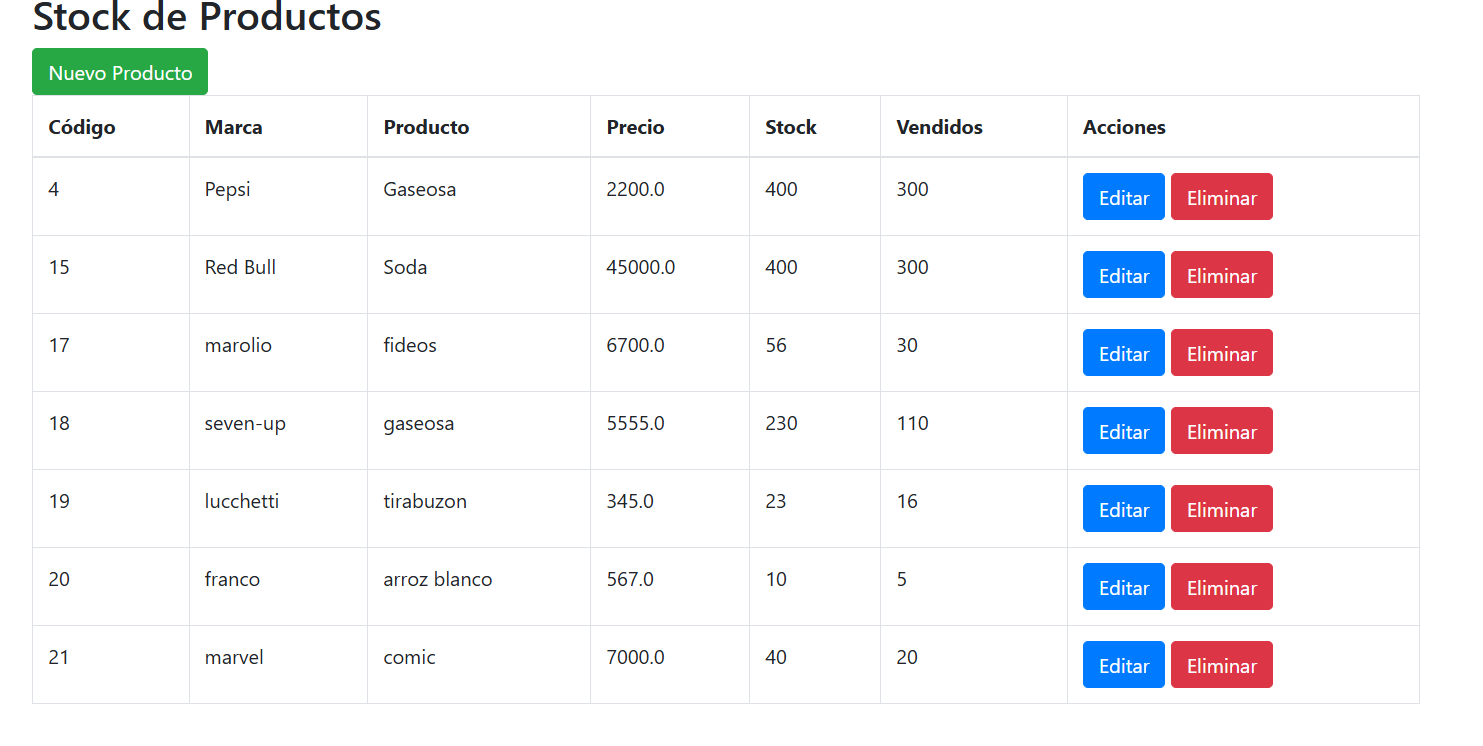 Stock de Productos
Nuevo Producto
Código Marca Producto Precio Stock Vendidos Acciones
4 Pepsi Gaseosa 2200.0 400 300 Editar Eliminar
15 Red Bull Soda 45000.0 400 300 Editar Eliminar
17 marolio fideos 6700.0 56 30 Editar Eliminar
18 seven-up gaseosa 5555.0 230 110 Editar Eliminar
19 lucchetti tirabuzon 345.0 23 16 Editar Eliminar
20 franco arroz blanco 567.0 10 5 Editar Eliminar
21 marvel comic 7000.0 40 20 Editar Eliminar